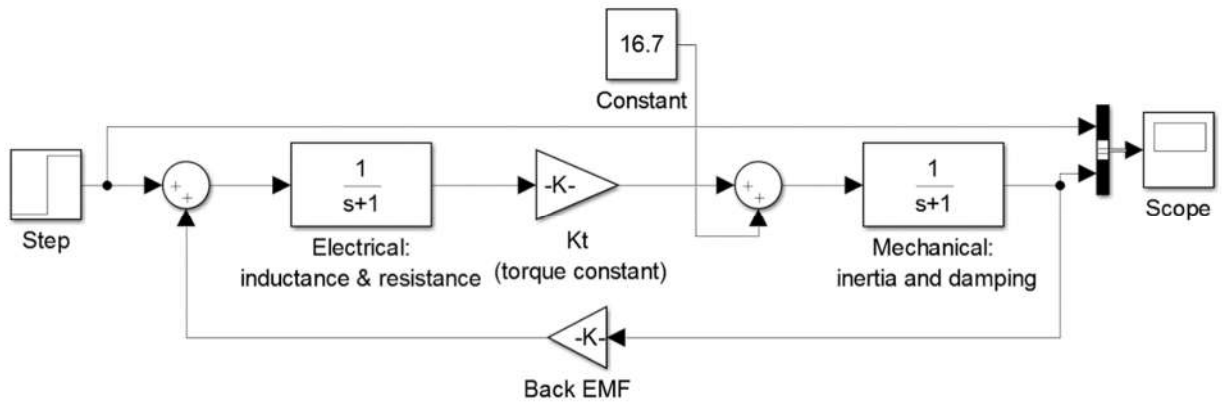 16.7
Constant
Step
+
+
1
s+1
Electrical:
inductance & resistance
-K-
Kt
(torque constant)
+
+
1
s+1
Mechanical:
inertia and damping
Scope
-K-
Back EMF